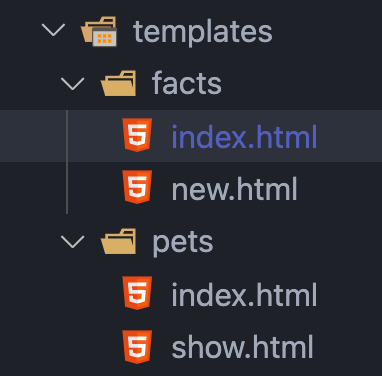 templates
facts
index.html
new.html
pets
index.html
show.html